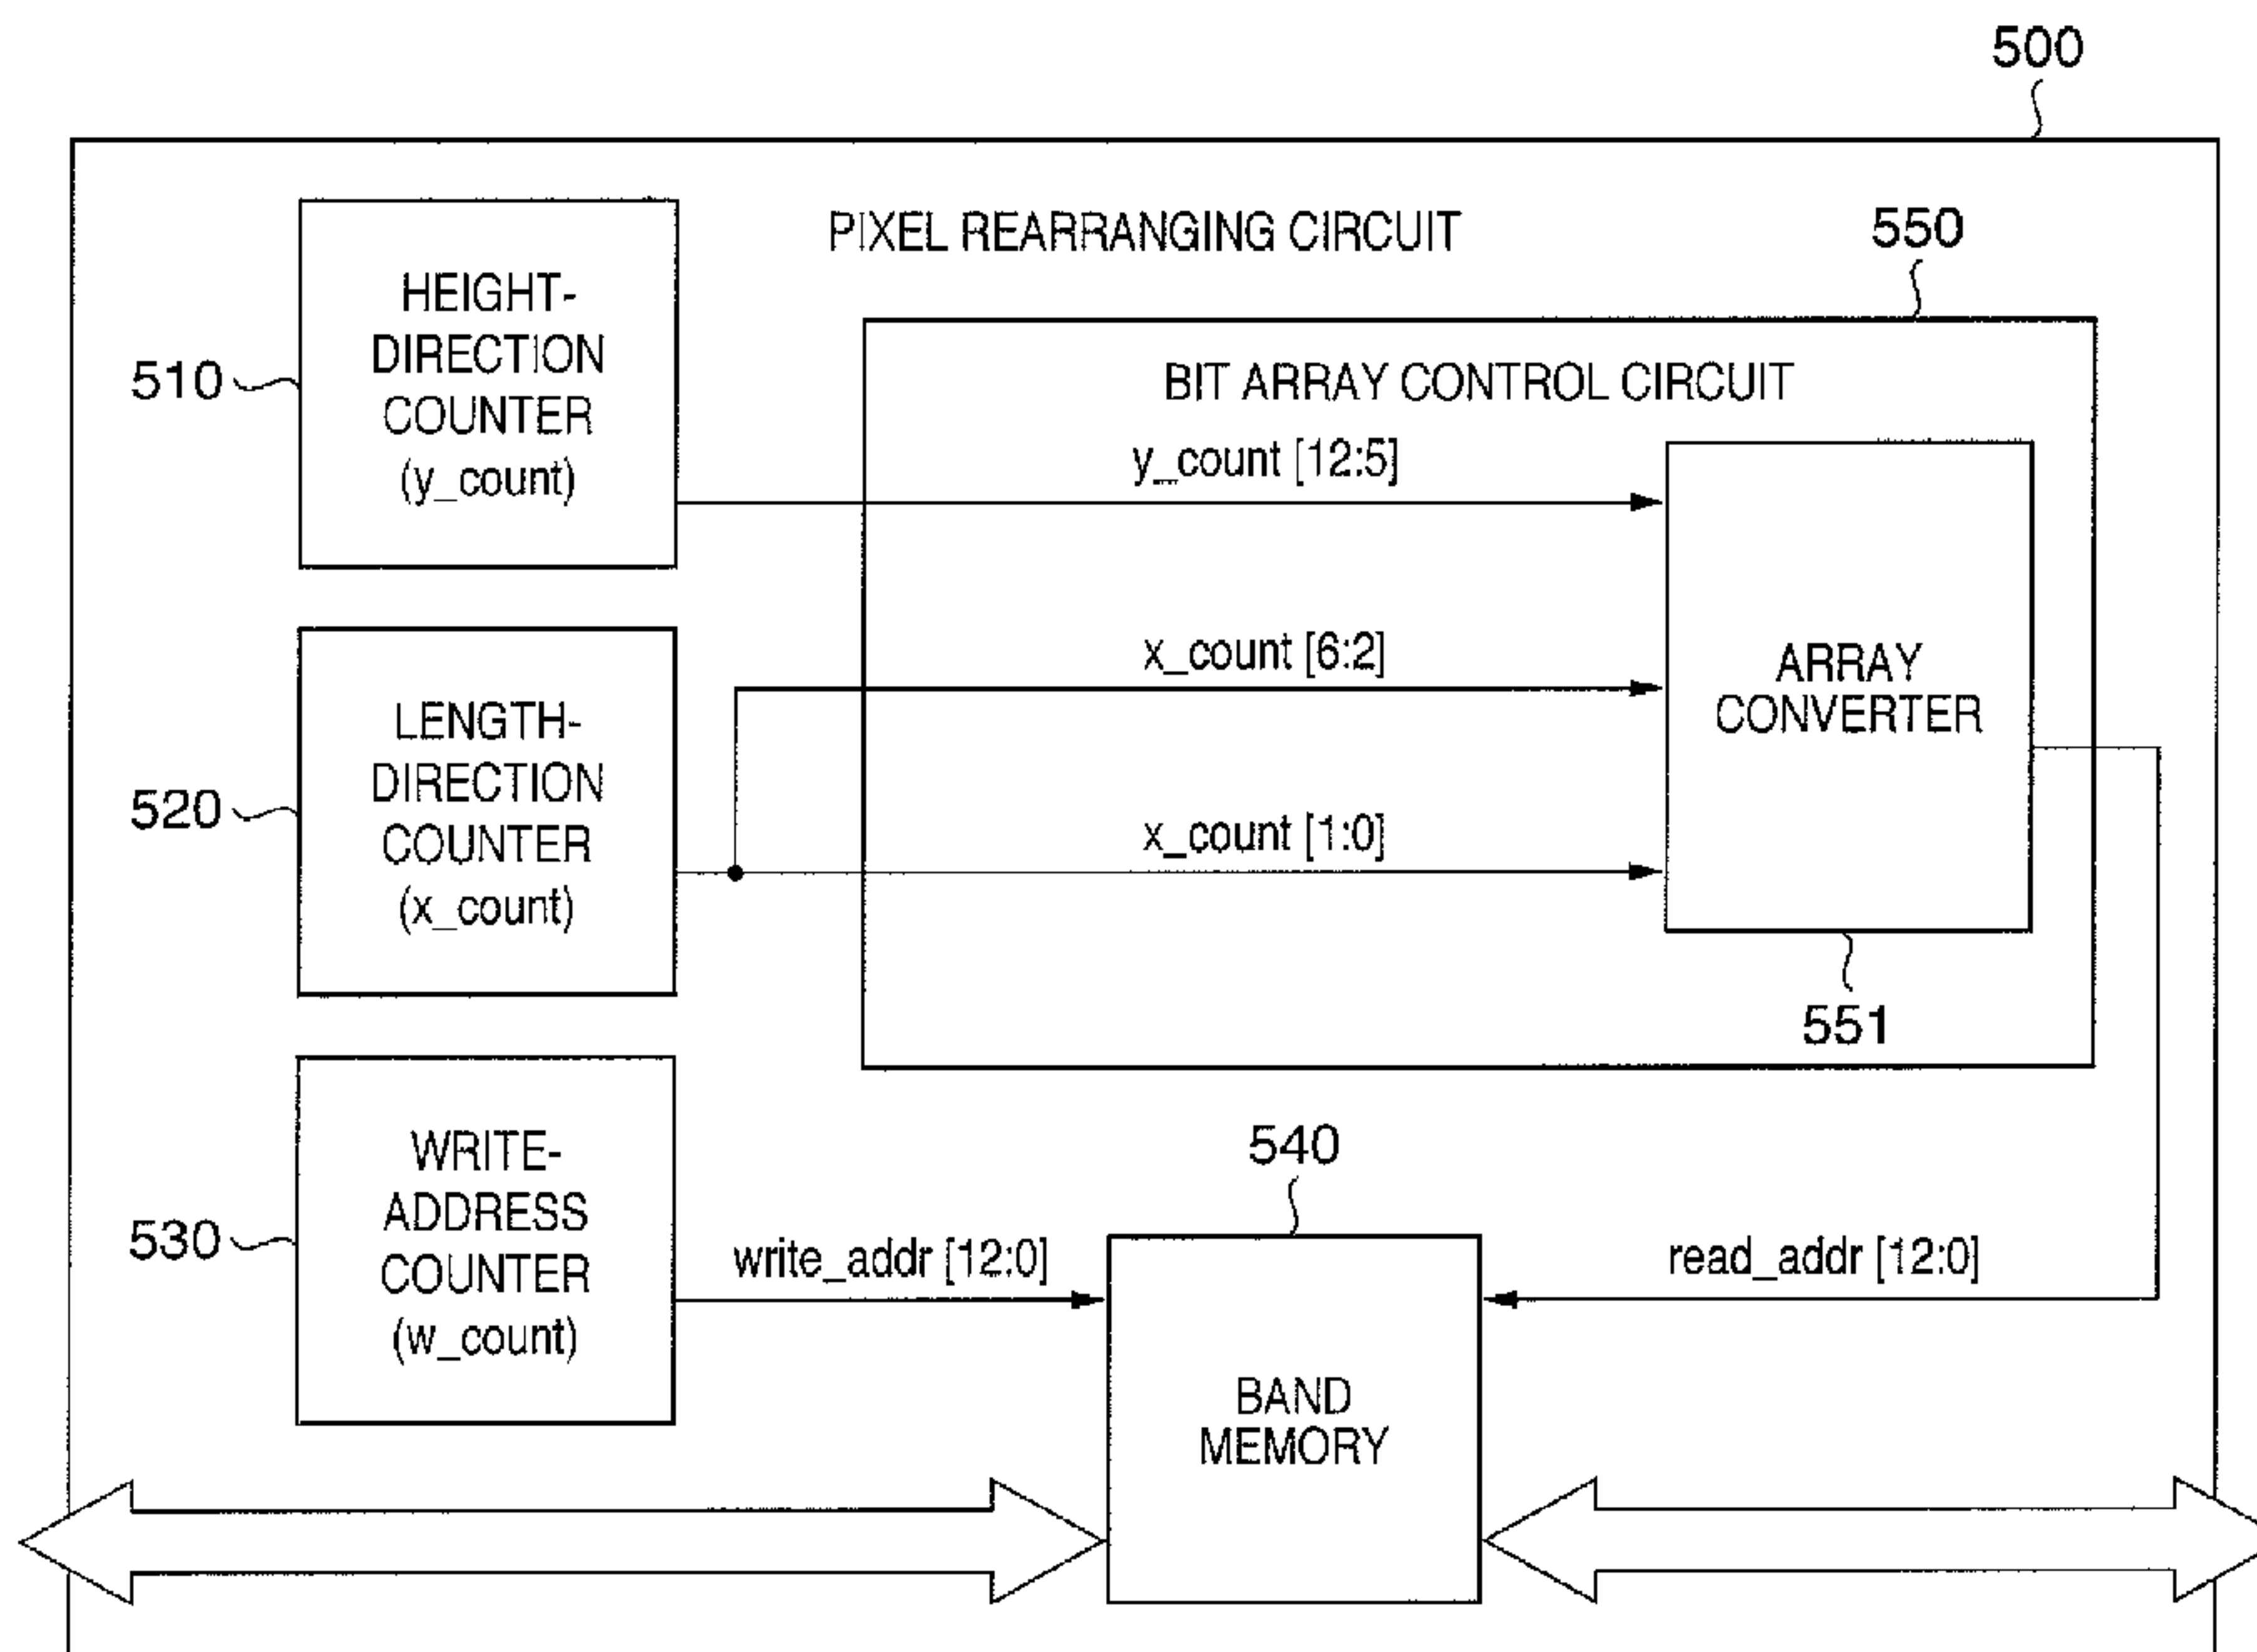 500
PIXEL REARRANGING CIRCUIT
HEIGHT-
DIRECTION
COUNTER
(y_count)
510
550
BIT ARRAY CONTROL CIRCUIT
y_count [12:5]
x_count [6:2]
x_count [1:0]
ARRAY
CONVERTER
551
LENGTH-
DIRECTION
COUNTER
(x_count)
520
WRITE-
ADDRESS
COUNTER
(w_count)
530
write_addr [12:0]
540
read_addr [12:0]
BAND
MEMORY